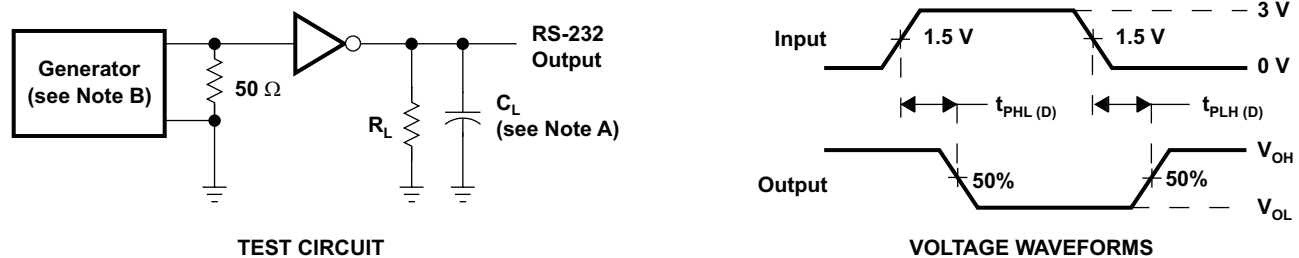 Generator
(see Note B)
50 Ω
RS-232
Output
R_L
C_L
(see Note A)
TEST CIRCUIT
Input
1.5 V
1.5 V
3 V
0 V
t_PHL (D)
t_PLH (D)
Output
50%
50%
V_OH
V_OL
VOLTAGE WAVEFORMS